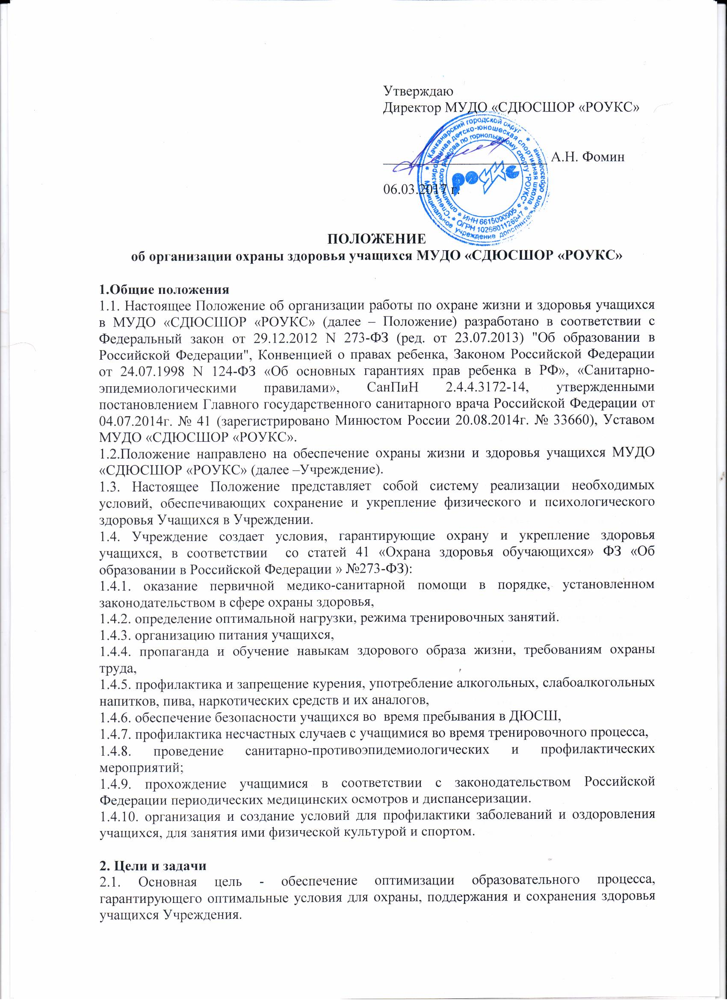 Утверждаю
Директор МУДО «СДЮСШОР «РОУКС»
А.Н. Фомин
06.03.2017 г.
* Качканарский городской округ * Муниципальное учреждение дополнительного образования
"Специализированная детско-юношеская спортивная школа * ОГРН 1026601126947 *
олимпийского резерва по горнолыжному спорту "РОУКС" * ИНН 6615000905 *
РОУКС
ПОЛОЖЕНИЕ
об организации охраны здоровья учащихся МУДО «СДЮСШОР «РОУКС»
1.Общие положения
1.1. Настоящее Положение об организации работы по охране жизни и здоровья учащихся
в МУДО «СДЮСШОР «РОУКС» (далее – Положение) разработано в соответствии с
Федеральный закон от 29.12.2012 N 273-ФЗ (ред. от 23.07.2013) "Об образовании в
Российской Федерации", Конвенцией о правах ребенка, Законом Российской Федерации
от 24.07.1998 N 124-ФЗ «Об основных гарантиях прав ребенка в РФ», «Санитарно-
эпидемиологическими правилами», СанПиН 2.4.4.3172-14, утвержденными
постановлением Главного государственного санитарного врача Российской Федерации от
04.07.2014г. № 41 (зарегистрировано Минюстом России 20.08.2014г. № 33660), Уставом
МУДО «СДЮСШОР «РОУКС».
1.2.Положение направлено на обеспечение охраны жизни и здоровья учащихся МУДО
«СДЮСШОР «РОУКС» (далее –Учреждение).
1.3. Настоящее Положение представляет собой систему реализации необходимых
условий, обеспечивающих сохранение и укрепление физического и психологического
здоровья Учащихся в Учреждении.
1.4. Учреждение создает условия, гарантирующие охрану и укрепление здоровья
учащихся, в соответствии со статей 41 «Охрана здоровья обучающихся» ФЗ «Об
образовании в Российской Федерации » №273-ФЗ):
1.4.1. оказание первичной медико-санитарной помощи в порядке, установленном
законодательством в сфере охраны здоровья,
1.4.2. определение оптимальной нагрузки, режима тренировочных занятий.
1.4.3. организацию питания учащихся,
1.4.4. пропаганда и обучение навыкам здорового образа жизни, требованиям охраны
труда,
1.4.5. профилактика и запрещение курения, употребление алкогольных, слабоалкогольных
напитков, пива, наркотических средств и их аналогов,
1.4.6. обеспечение безопасности учащихся во время пребывания в ДЮСШ,
1.4.7. профилактика несчастных случаев с учащимися во время тренировочного процесса,
1.4.8. проведение санитарно-противоэпидемиологических и профилактических
мероприятий;
1.4.9. прохождение учащимися в соответствии с законодательством Российской
Федерации периодических медицинских осмотров и диспансеризации.
1.4.10. организация и создание условий для профилактики заболеваний и оздоровления
учащихся, для занятия ими физической культурой и спортом.
2. Цели и задачи
2.1. Основная цель - обеспечение оптимизации образовательного процесса,
гарантирующего оптимальные условия для охраны, поддержания и сохранения здоровья
учащихся Учреждения.